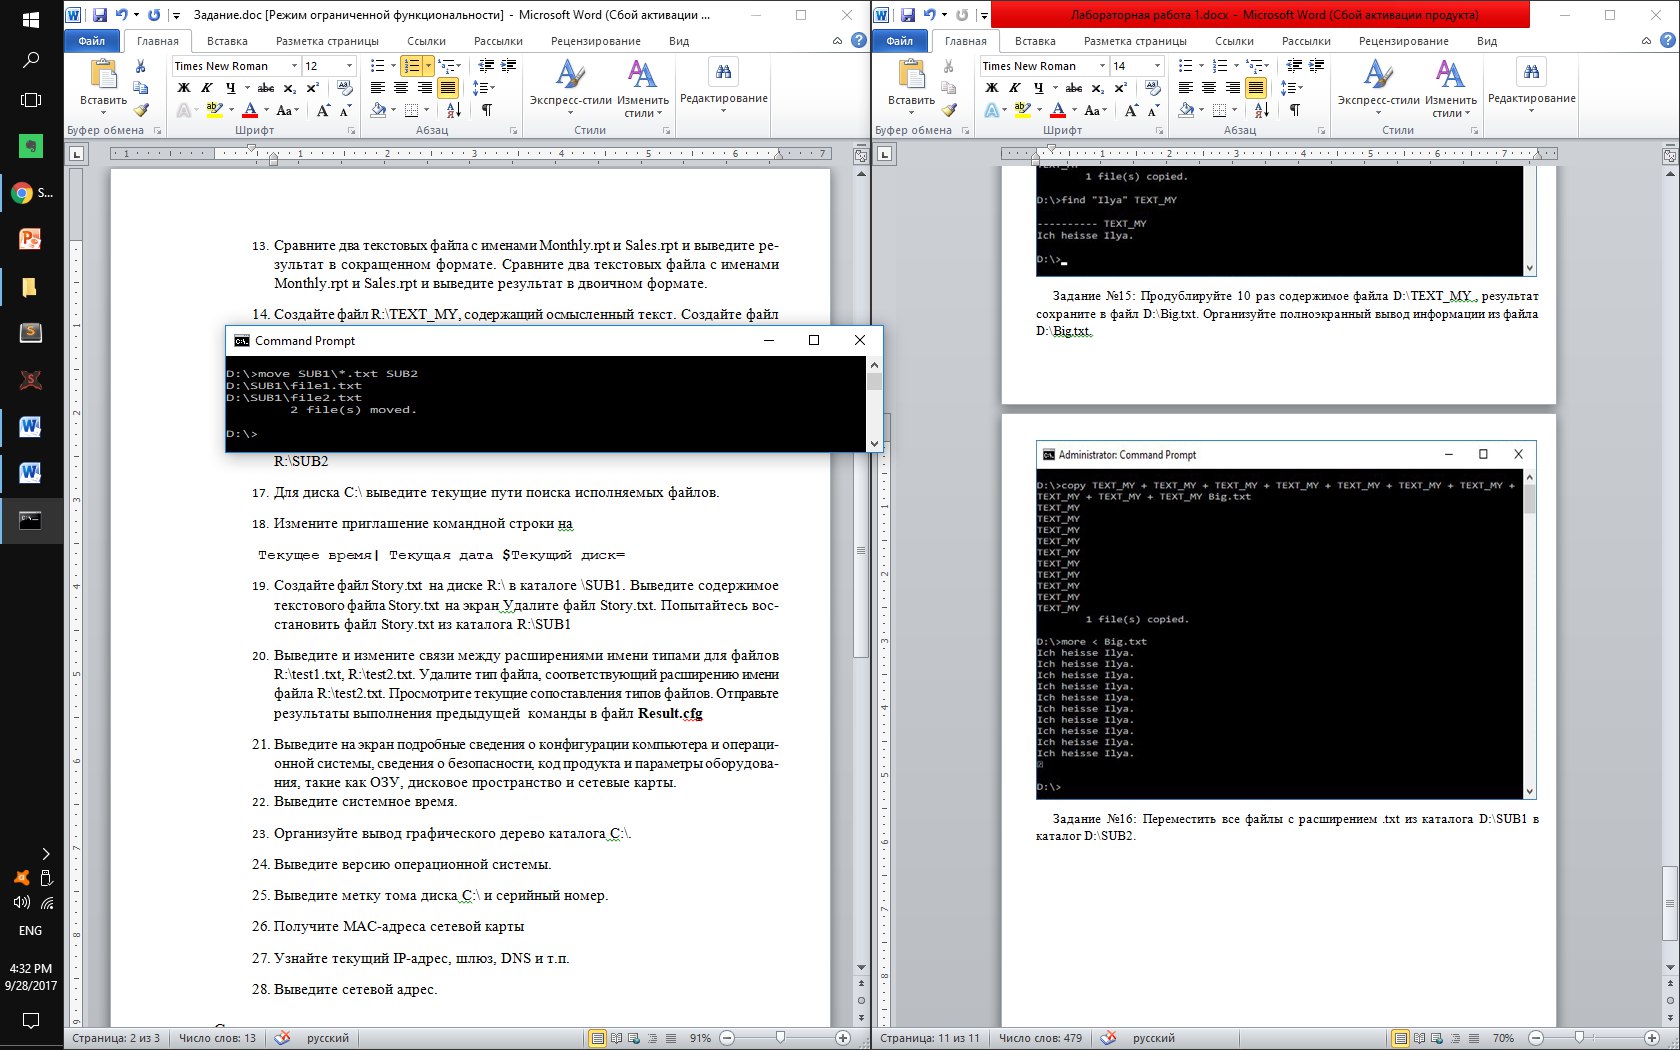 Задание.doc [Режим ограниченной функциональности] - Microsoft Word (Сбой активации ...
Файл Главная Вставка Разметка страницы Ссылки Рассылки Рецензирование Вид
Times New Roman 12
Вставить
Ж К Ч abc x₂ x²
Экспресс-стили
Изменить стили
Редактирование
Буфер обмена Шрифт Абзац Стили
13. Сравните два текстовых файла с именами Monthly.rpt и Sales.rpt и выведите ре-
зультат в сокращенном формате. Сравните два текстовых файла с именами
Monthly.rpt и Sales.rpt и выведите результат в двоичном формате.
14. Создайте файл R:\TEXT_MY, содержащий осмысленный текст. Создайте файл
Command Prompt
D:\>move SUB1\*.txt SUB2
D:\SUB1\file1.txt
D:\SUB1\file2.txt
2 file(s) moved.
D:\>
R:\SUB2
17. Для диска C:\ выведите текущие пути поиска исполняемых файлов.
18. Измените приглашение командной строки на
Текущее время| Текущая дата $Текущий диск=
19. Создайте файл Story.txt на диске R:\ в каталоге \SUB1. Выведите содержимое
текстового файла Story.txt на экран Удалите файл Story.txt. Попытайтесь вос-
становить файл Story.txt из каталога R:\SUB1
20. Выведите и измените связи между расширениями имени типами для файлов
R:\test1.txt, R:\test2.txt. Удалите тип файла, соответствующий расширению имени
файла R:\test2.txt. Просмотрите текущие сопоставления типов файлов. Отправьте
результаты выполнения предыдущей команды в файл Result.cfg
21. Выведите на экран подробные сведения о конфигурации компьютера и операци-
онной системы, сведения о безопасности, код продукта и параметры оборудова-
ния, такие как ОЗУ, дисковое пространство и сетевые карты.
22. Выведите системное время.
23. Организуйте вывод графического дерево каталога C:\.
24. Выведите версию операционной системы.
25. Выведите метку тома диска C:\ и серийный номер.
26. Получите MAC-адреса сетевой карты
27. Узнайте текущий IP-адрес, шлюз, DNS и т.п.
28. Выведите сетевой адрес.
Страница: 2 из 3 Число слов: 13 русский 91%
Лабораторная работа 1.docx - Microsoft Word (Сбой активации продукта)
Файл Главная Вставка Разметка страницы Ссылки Рассылки Рецензирование Вид
Times New Roman 14
Вставить
Ж К Ч abc x₂ x²
Экспресс-стили
Изменить стили
Редактирование
Буфер обмена Шрифт Абзац Стили
1 file(s) copied.
D:\>find "Ilya" TEXT_MY
---------- TEXT_MY
Ich heisse Ilya.
D:\>
Задание №15: Продублируйте 10 раз содержимое файла D:\TEXT_MY , результат
сохраните в файл D:\Big.txt. Организуйте полноэкранный вывод информации из файла
D:\Big.txt.
Administrator: Command Prompt
D:\>copy TEXT_MY + TEXT_MY + TEXT_MY + TEXT_MY + TEXT_MY + TEXT_MY + TEXT_MY +
TEXT_MY + TEXT_MY + TEXT_MY Big.txt
TEXT_MY
TEXT_MY
TEXT_MY
TEXT_MY
TEXT_MY
TEXT_MY
TEXT_MY
TEXT_MY
TEXT_MY
TEXT_MY
1 file(s) copied.
D:\>more < Big.txt
Ich heisse Ilya.
Ich heisse Ilya.
Ich heisse Ilya.
Ich heisse Ilya.
Ich heisse Ilya.
Ich heisse Ilya.
Ich heisse Ilya.
Ich heisse Ilya.
Ich heisse Ilya.
Ich heisse Ilya.
D:\>
Задание №16: Переместить все файлы с расширением .txt из каталога D:\SUB1 в
каталог D:\SUB2.
Страница: 11 из 11 Число слов: 479 русский 70%
S...
ENG
4:32 PM
9/28/2017